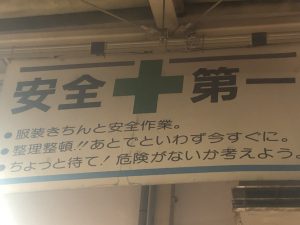 安全 第一
・服装きちんと安全作業。
・整理整頓!!あとでといわず今すぐに。
・ちょっと待て!危険がないか考えよう。